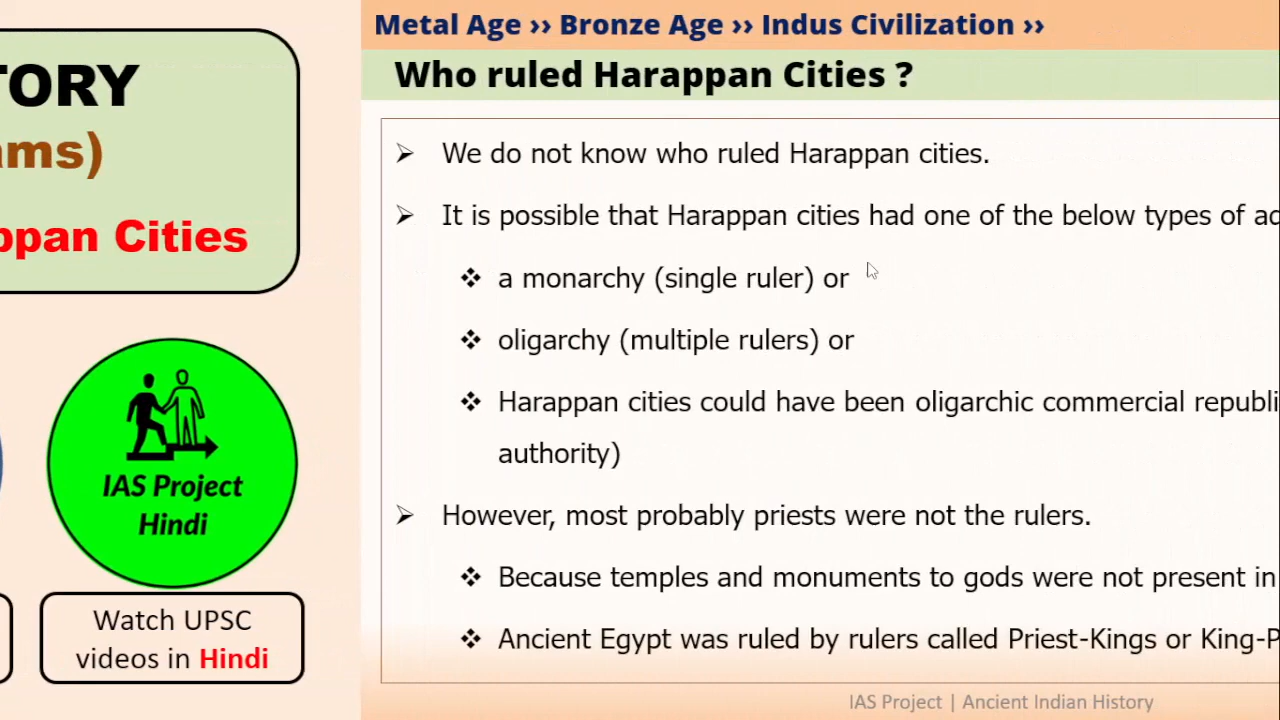 TORY
ams)
ppan Cities
IAS Project
Hindi
Watch UPSC
videos in Hindi
Metal Age ›› Bronze Age ›› Indus Civilization ››
Who ruled Harappan Cities ?
➢ We do not know who ruled Harappan cities.
➢ It is possible that Harappan cities had one of the below types of ad
❖ a monarchy (single ruler) or
❖ oligarchy (multiple rulers) or
❖ Harappan cities could have been oligarchic commercial republi
authority)
➢ However, most probably priests were not the rulers.
❖ Because temples and monuments to gods were not present in
❖ Ancient Egypt was ruled by rulers called Priest-Kings or King-P
IAS Project | Ancient Indian History